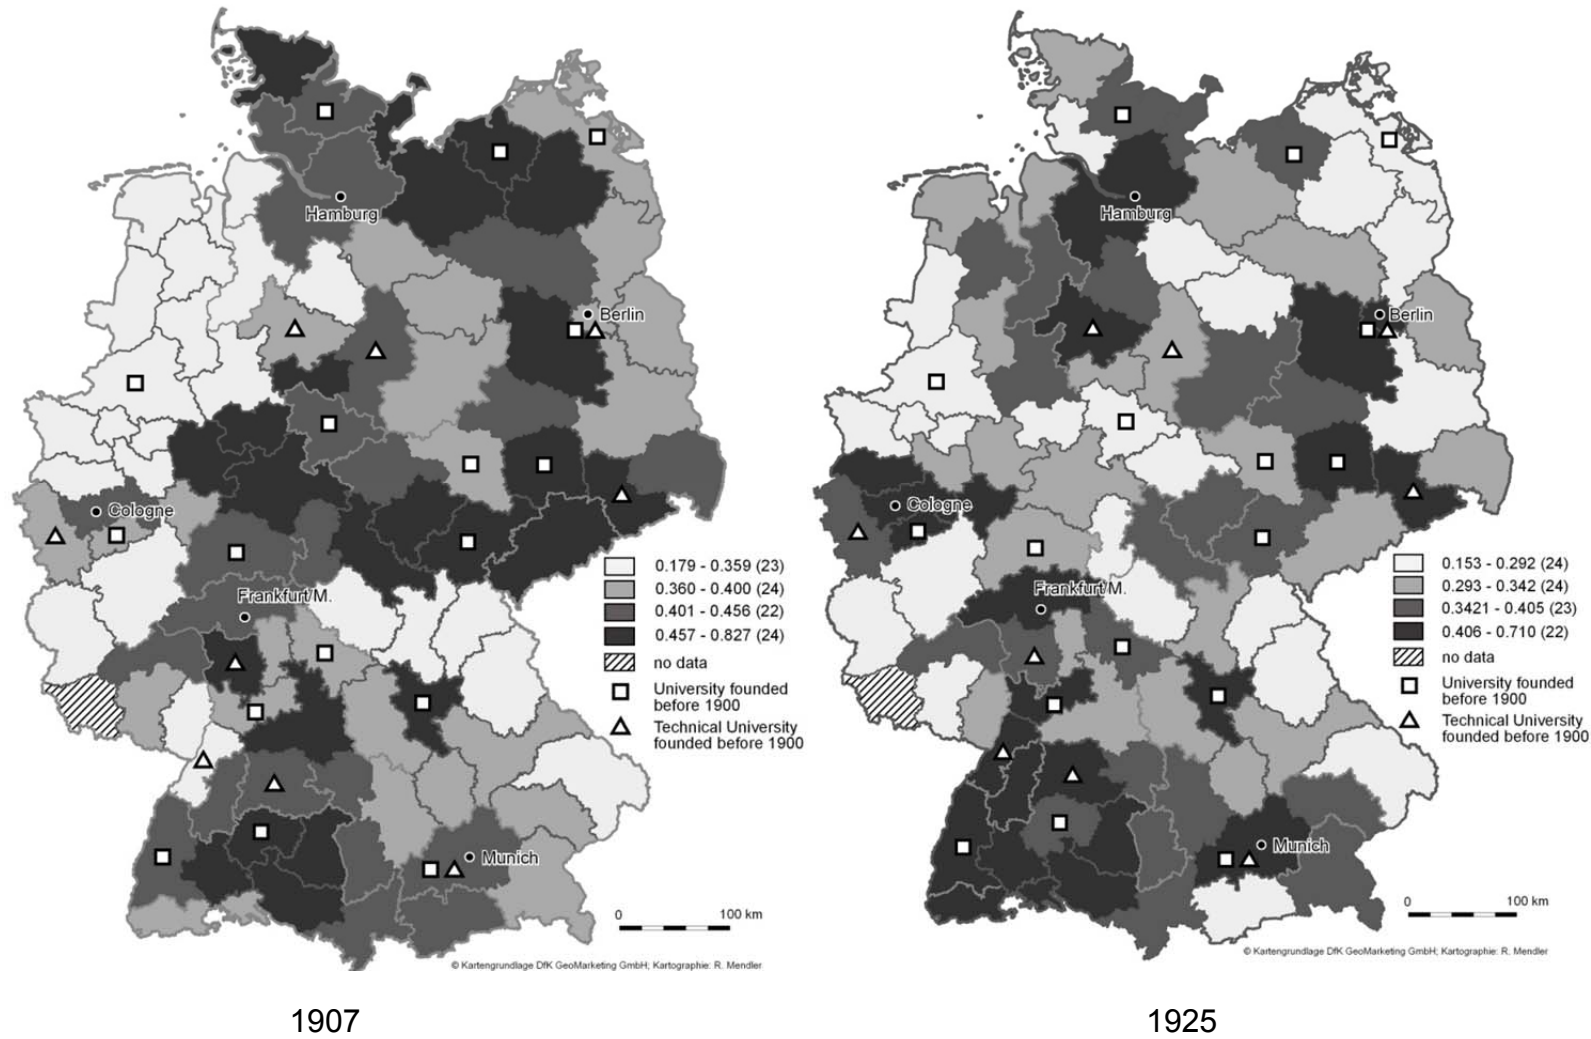 Hamburg
Berlin
Cologne
Frankfurt/M.
Munich
0.179 - 0.359 (23)
0.360 - 0.400 (24)
0.401 - 0.456 (22)
0.457 - 0.827 (24)
no data
University founded
before 1900
Technical University
founded before 1900
0 100 km
© Kartengrundlage DfK GeoMarketing GmbH; Kartographie: R. Mendler
1907
Hamburg
Berlin
Cologne
Frankfurt/M.
Munich
0.153 - 0.292 (24)
0.293 - 0.342 (24)
0.3421 - 0.405 (23)
0.406 - 0.710 (22)
no data
University founded
before 1900
Technical University
founded before 1900
0 100 km
© Kartengrundlage DfK GeoMarketing GmbH; Kartographie: R. Mendler
1925